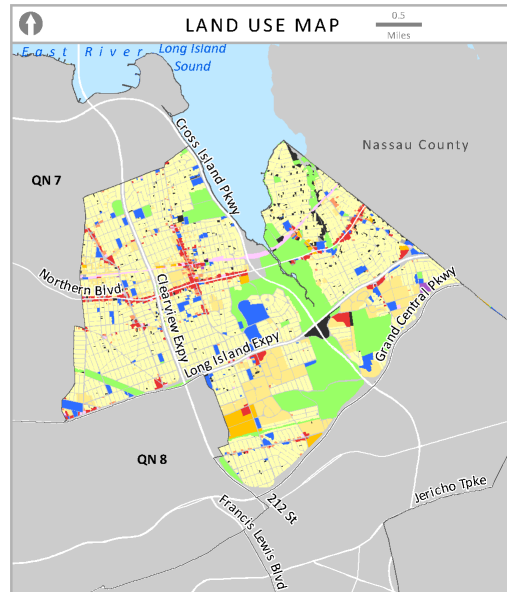 LAND USE MAP
0.5
Miles
East River
Long Island
Sound
Nassau County
Cross Island Pkwy
QN 7
Northern Blvd
Clearview Expy
Long Island Expy
Grand Central Pkwy
QN 8
212 St
Francis Lewis Blvd
Jericho Tpke